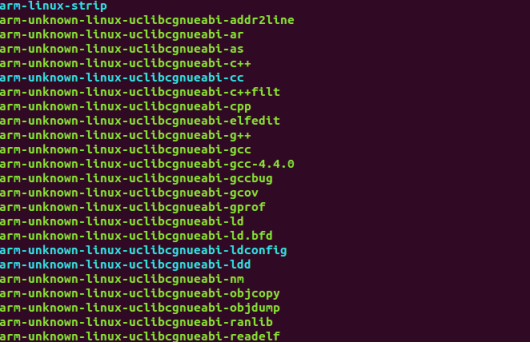 arm-linux-strip
arm-unknown-linux-uclibcgnueabi-addr2line
arm-unknown-linux-uclibcgnueabi-ar
arm-unknown-linux-uclibcgnueabi-as
arm-unknown-linux-uclibcgnueabi-c++
arm-unknown-linux-uclibcgnueabi-cc
arm-unknown-linux-uclibcgnueabi-c++filt
arm-unknown-linux-uclibcgnueabi-cpp
arm-unknown-linux-uclibcgnueabi-elfedit
arm-unknown-linux-uclibcgnueabi-g++
arm-unknown-linux-uclibcgnueabi-gcc
arm-unknown-linux-uclibcgnueabi-gcc-4.4.0
arm-unknown-linux-uclibcgnueabi-gccbug
arm-unknown-linux-uclibcgnueabi-gcov
arm-unknown-linux-uclibcgnueabi-gprof
arm-unknown-linux-uclibcgnueabi-ld
arm-unknown-linux-uclibcgnueabi-ld.bfd
arm-unknown-linux-uclibcgnueabi-ldconfig
arm-unknown-linux-uclibcgnueabi-ldd
arm-unknown-linux-uclibcgnueabi-nm
arm-unknown-linux-uclibcgnueabi-objcopy
arm-unknown-linux-uclibcgnueabi-objdump
arm-unknown-linux-uclibcgnueabi-ranlib
arm-unknown-linux-uclibcgnueabi-readelf